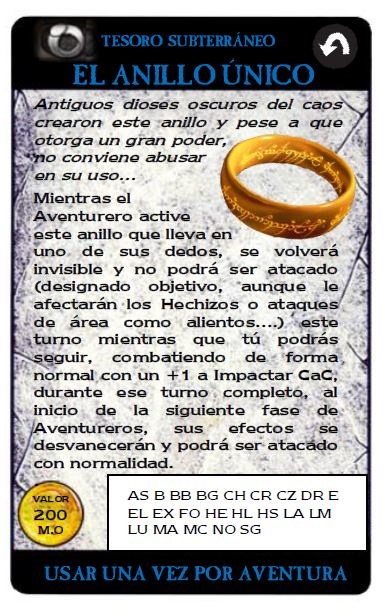 TESORO SUBTERRÁNEO
EL ANILLO ÚNICO
Antiguos dioses oscuros del caos
crearon este anillo y pese a que
otorga un gran poder,
no conviene abusar
en su uso...
Mientras el
Aventurero active
este anillo que lleva en
uno de sus dedos, se volverá
invisible y no podrá ser atacado
(designado objetivo, aunque le
afectarán los Hechizos o ataques
de área como alientos....) este
turno mientras que tú podrás
seguir, combatiendo de forma
normal con un +1 a Impactar CaC,
durante ese turno completo, al
inicio de la siguiente fase de
Aventureros, sus efectos se
desvanecerán y podrá ser atacado
con normalidad.
VALOR
200
M.O
AS B BB BG CH CR CZ DR E
EL EX FO HE HL HS LA LM
LU MA MC NO SG
USAR UNA VEZ POR AVENTURA